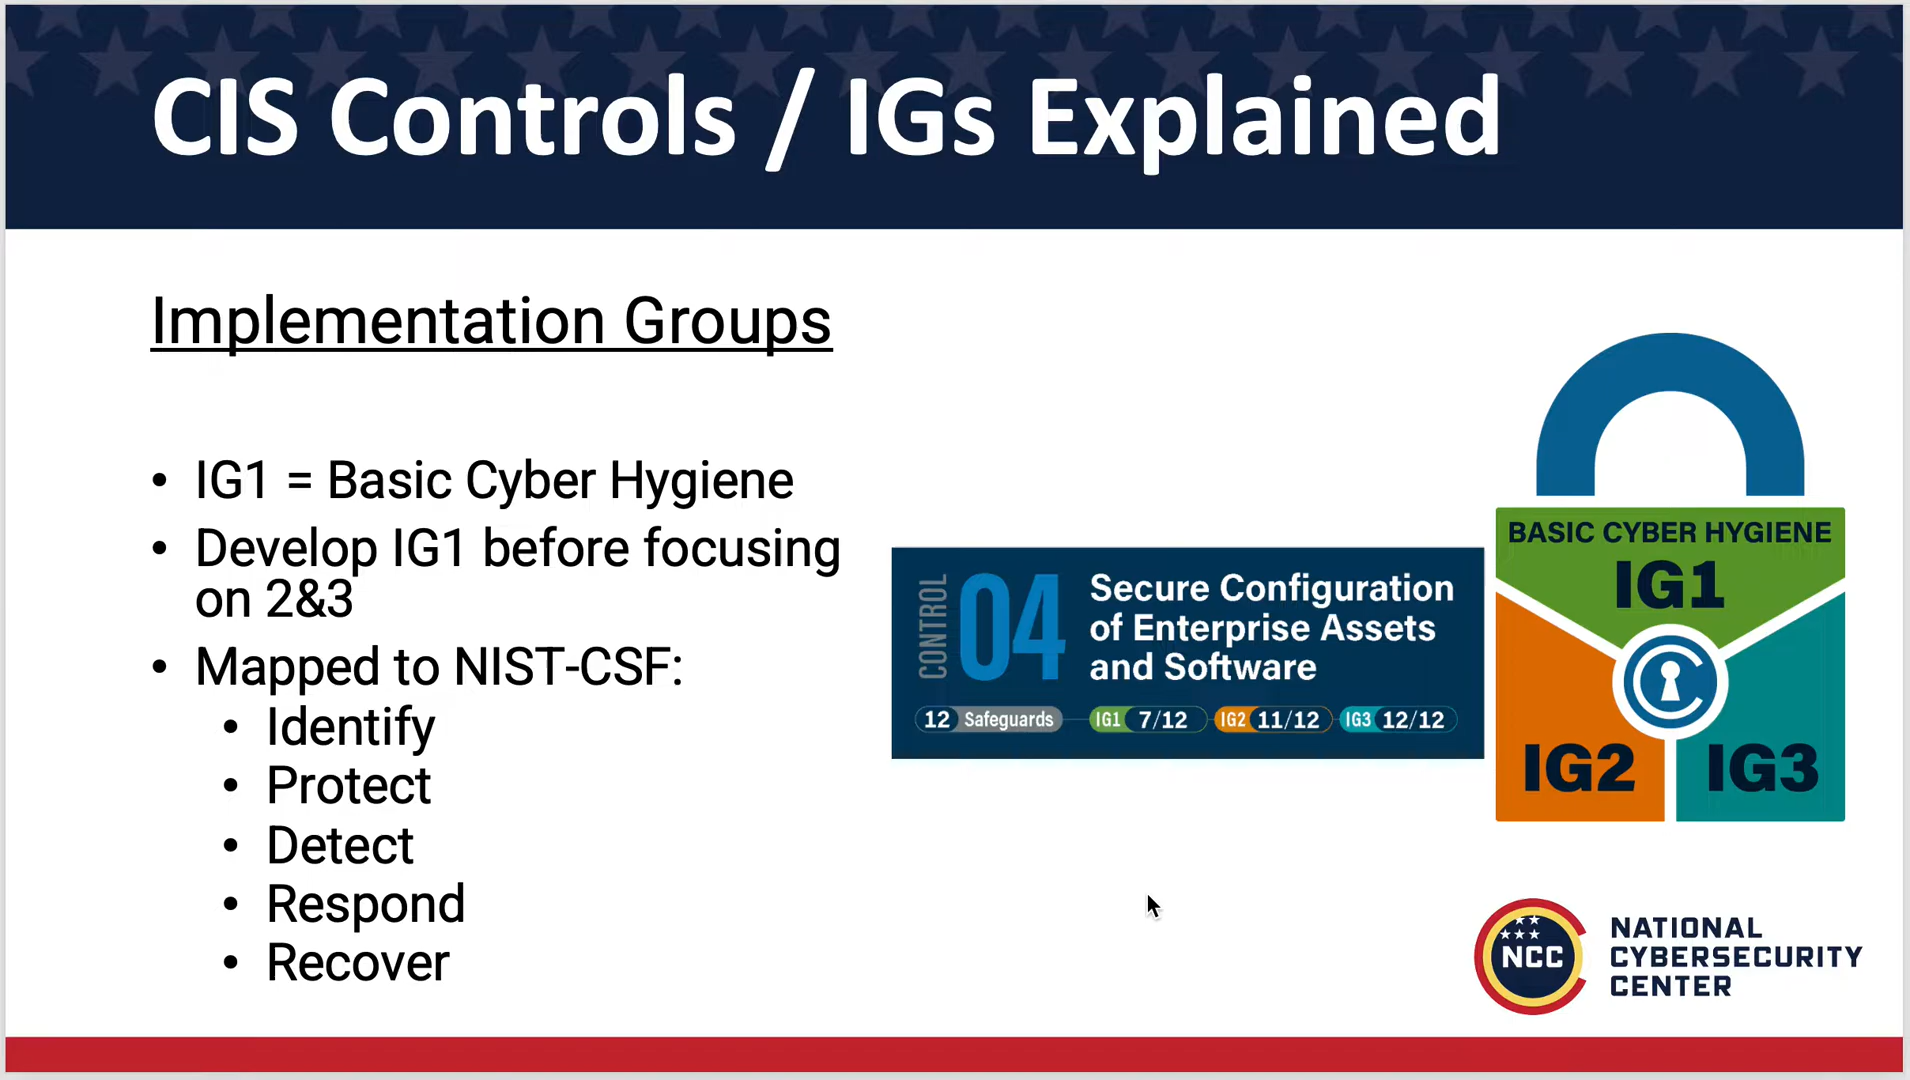 CIS Controls / IGs Explained
Implementation Groups
• IG1 = Basic Cyber Hygiene
• Develop IG1 before focusing
on 2&3
• Mapped to NIST-CSF:
• Identify
• Protect
• Detect
• Respond
• Recover
CONTROL
04
Secure Configuration
of Enterprise Assets
and Software
12 Safeguards IG1 7/12 IG2 11/12 IG3 12/12
BASIC CYBER HYGIENE
IG1
IG2 IG3
NCC
NATIONAL
CYBERSECURITY
CENTER